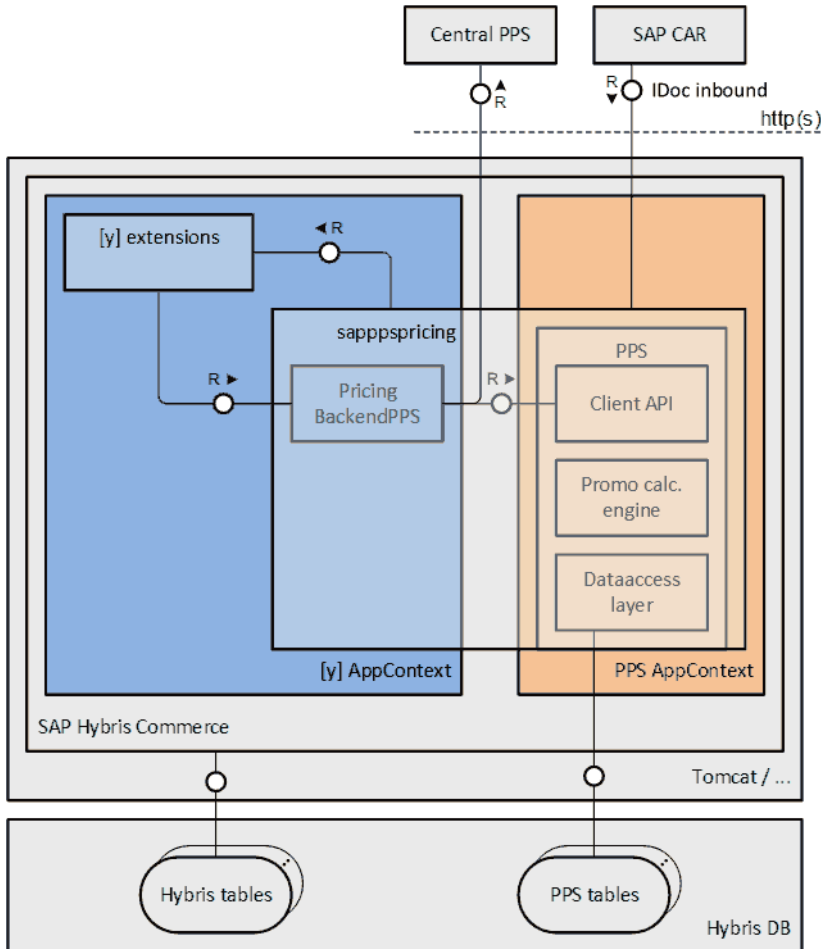 Central PPS
SAP CAR
R
R
IDoc inbound
http(s)
[y] extensions
◄ R
sapppspricing
PPS
R ►
Pricing
BackendPPS
R ►
Client API
Promo calc.
engine
Dataaccess
layer
[y] AppContext
PPS AppContext
SAP Hybris Commerce
Tomcat / ...
Hybris tables
PPS tables
Hybris DB